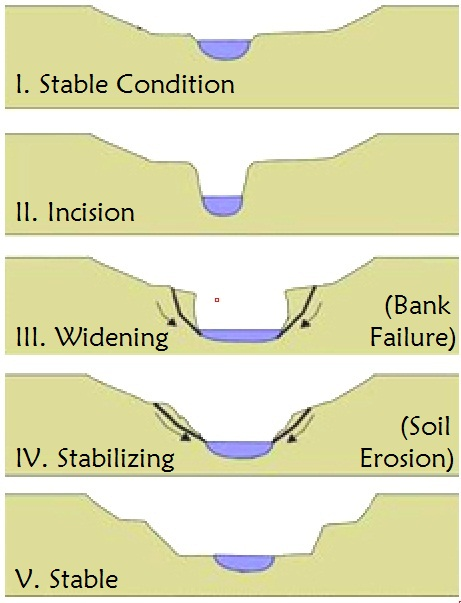 I. Stable Condition
II. Incision
(Bank
III. Widening Failure)
(Soil
IV. Stabilizing Erosion)
V. Stable